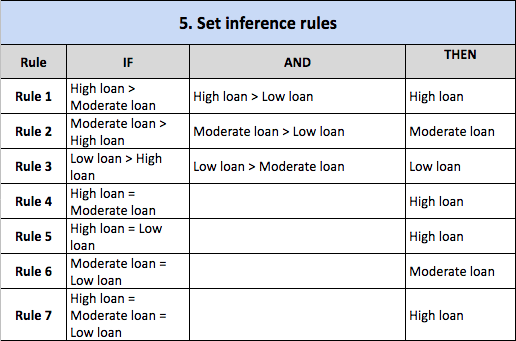 5. Set inference rules
Rule IF AND THEN
Rule 1 High loan > Moderate loan High loan > Low loan High loan
Rule 2 Moderate loan > High loan Moderate loan > Low loan Moderate loan
Rule 3 Low loan > High loan Low loan > Moderate loan Low loan
Rule 4 High loan = Moderate loan High loan
Rule 5 High loan = Low loan High loan
Rule 6 Moderate loan = Low loan Moderate loan
Rule 7 High loan = Moderate loan = Low loan High loan